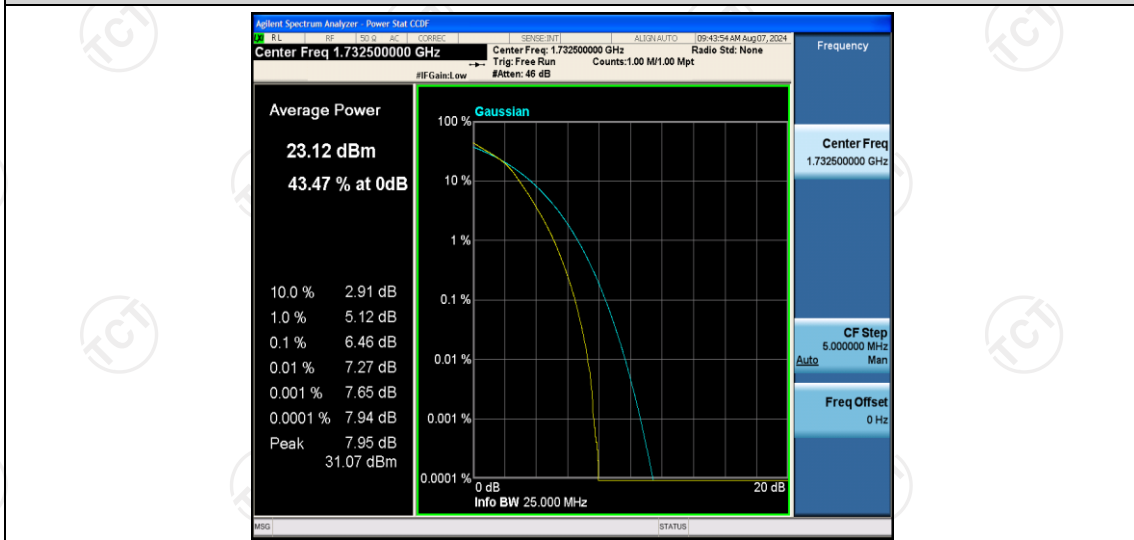 Agilent Spectrum Analyzer - Power Stat CCDF
RL RF 50 Ω AC CORREC SENSE:INT ALIGN AUTO 09:43:54 AM Aug 07, 2024
Center Freq 1.732500000 GHz
Center Freq: 1.732500000 GHz Radio Std: None
Trig: Free Run Counts:1.00 M/1.00 Mpt
#IFGain:Low #Atten: 46 dB
Frequency
Average Power
23.12 dBm
43.47 % at 0dB
10.0 % 2.91 dB
1.0 % 5.12 dB
0.1 % 6.46 dB
0.01 % 7.27 dB
0.001 % 7.65 dB
0.0001 % 7.94 dB
Peak 7.95 dB
31.07 dBm
Gaussian
100 %
10 %
1 %
0.1 %
0.01 %
0.001 %
0.0001 %
0 dB 20 dB
Info BW 25.000 MHz
Center Freq
1.732500000 GHz
CF Step
5.000000 MHz
Auto Man
Freq Offset
0 Hz
MSG STATUS
TCT
TCT
TCT
TCT